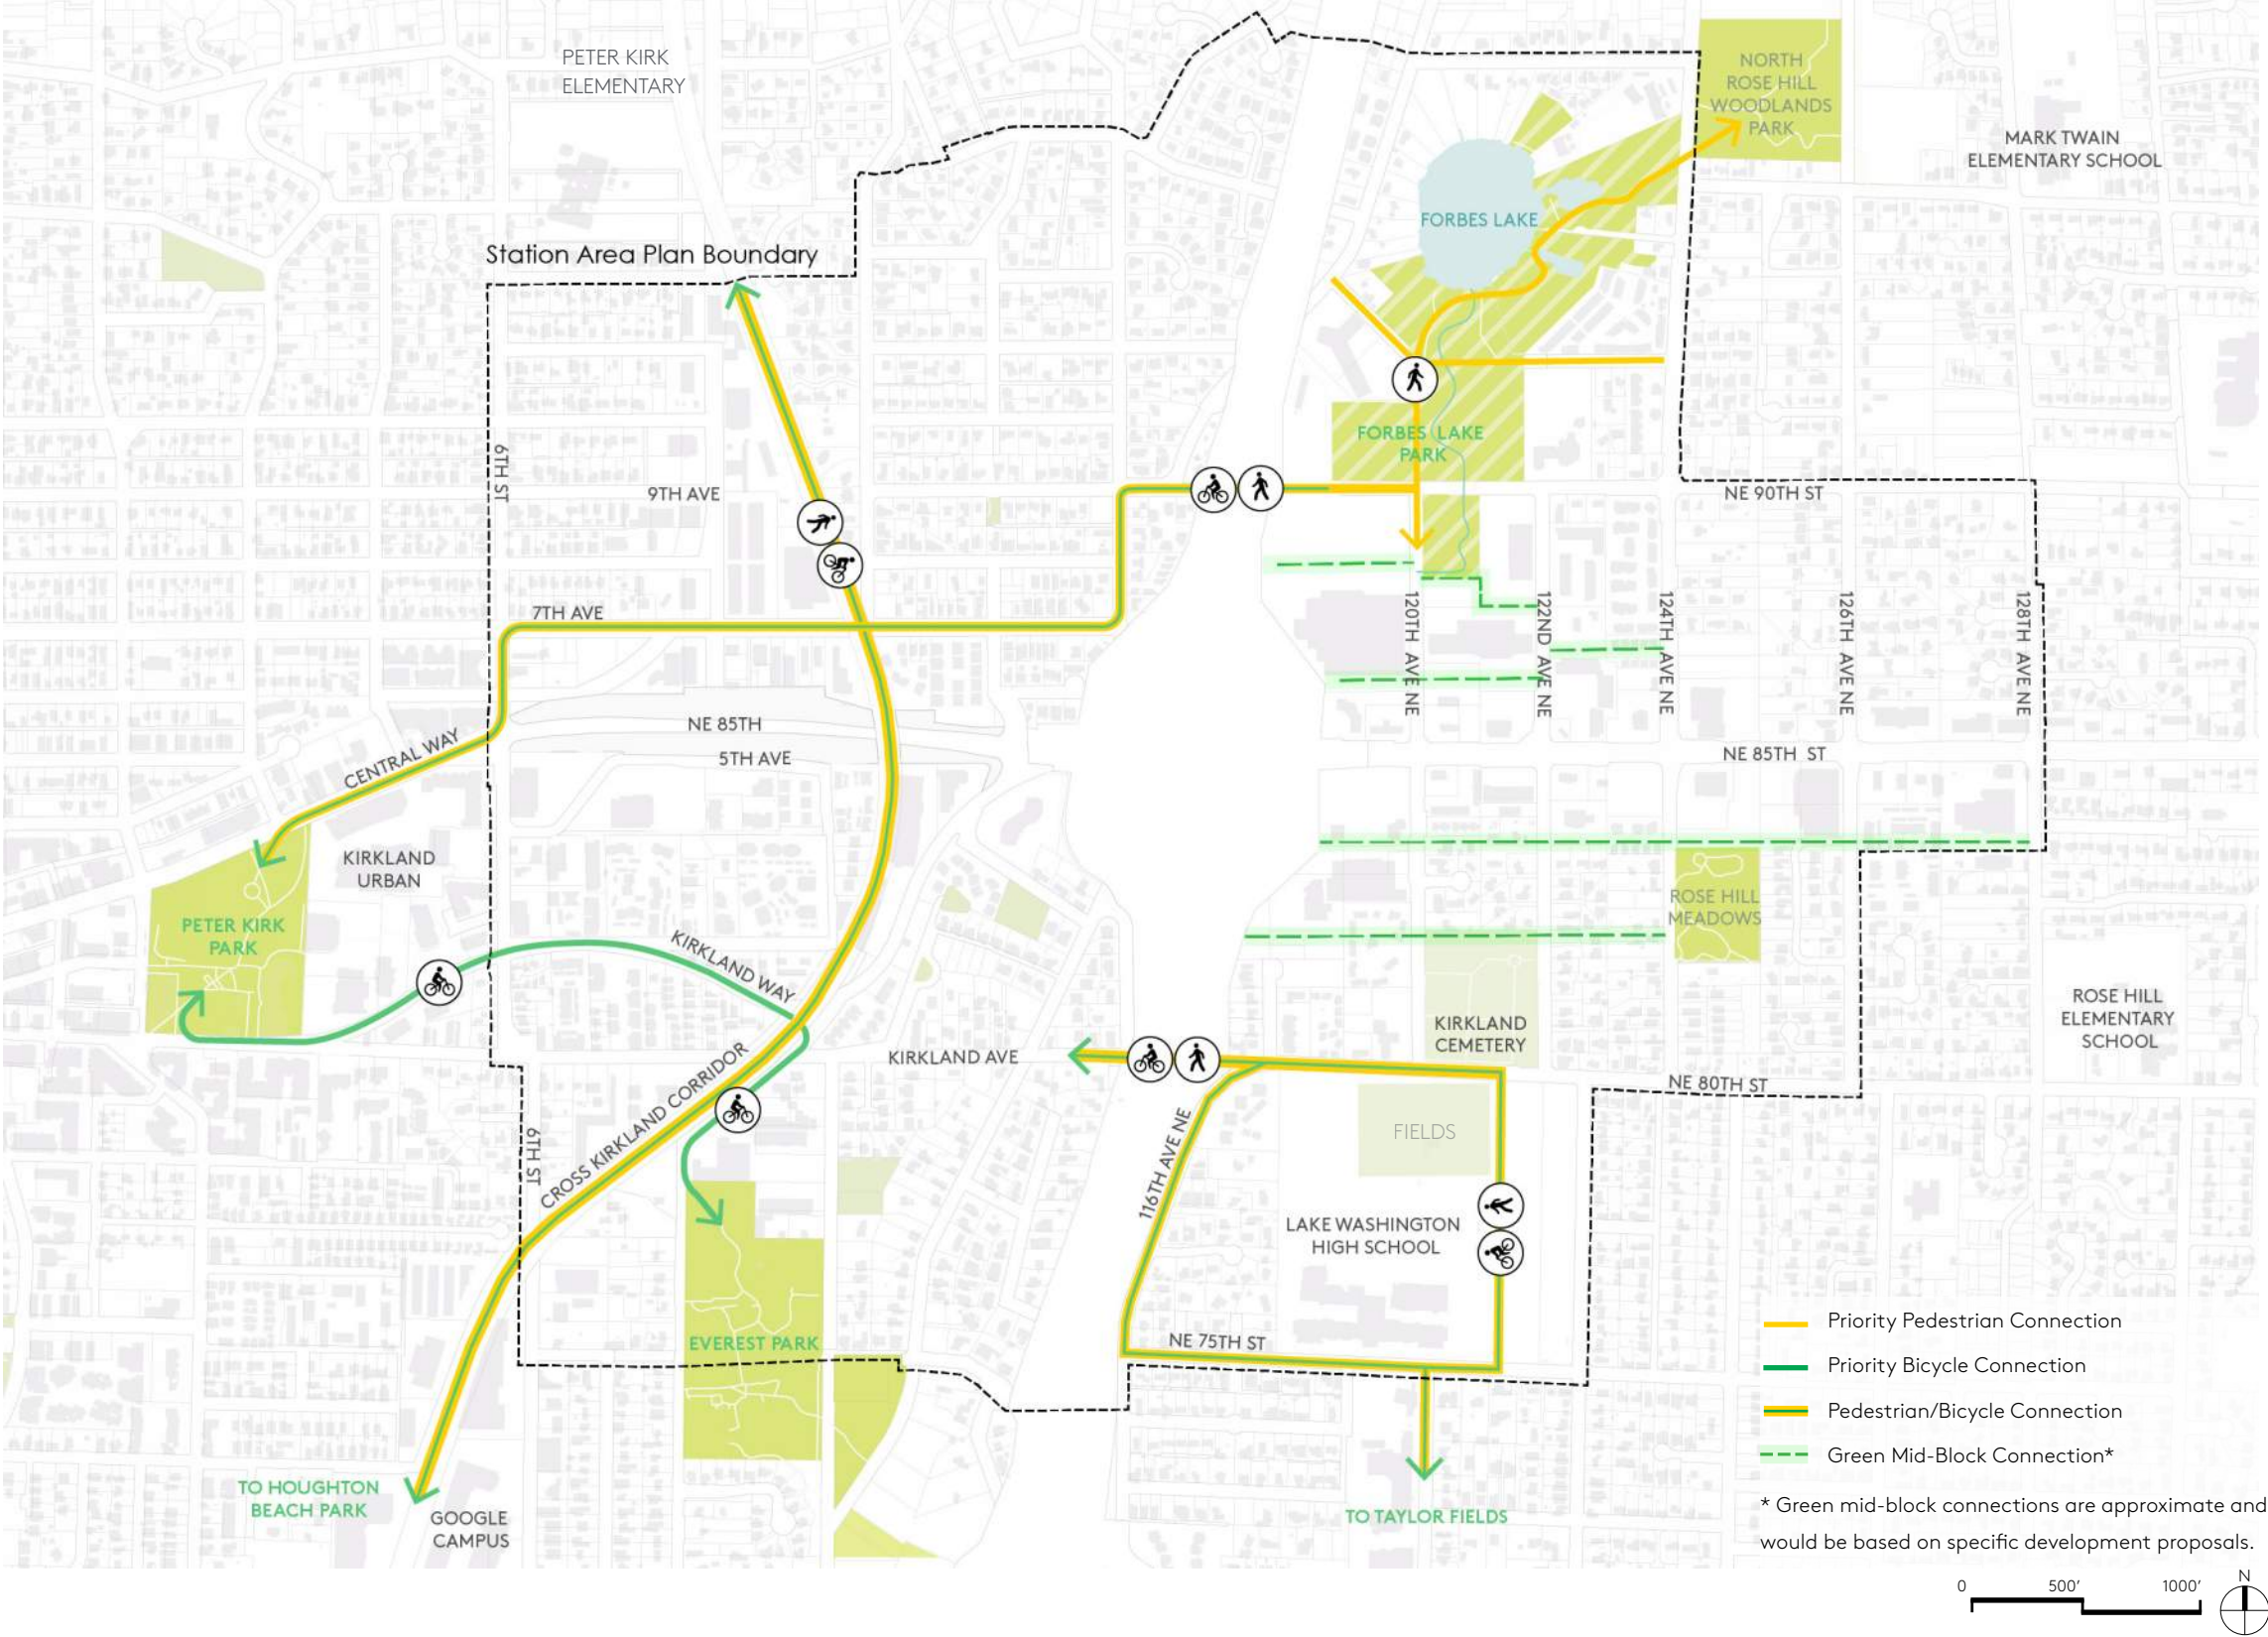 PETER KIRK
ELEMENTARY
NORTH
ROSE HILL
WOODLANDS
PARK
MARK TWAIN
ELEMENTARY SCHOOL
FORBES LAKE
Station Area Plan Boundary
FORBES LAKE
PARK
6TH ST
9TH AVE
NE 90TH ST
7TH AVE
120TH AVE NE
122ND AVE NE
124TH AVE NE
126TH AVE NE
128TH AVE NE
NE 85TH
5TH AVE
NE 85TH ST
CENTRAL WAY
KIRKLAND
URBAN
PETER KIRK
PARK
KIRKLAND WAY
ROSE HILL
MEADOWS
ROSE HILL
ELEMENTARY
SCHOOL
KIRKLAND
CEMETERY
KIRKLAND AVE
NE 80TH ST
CROSS KIRKLAND CORRIDOR
6TH ST
116TH AVE NE
FIELDS
LAKE WASHINGTON
HIGH SCHOOL
EVEREST PARK
NE 75TH ST
TO HOUGHTON
BEACH PARK
GOOGLE
CAMPUS
TO TAYLOR FIELDS
Priority Pedestrian Connection
Priority Bicycle Connection
Pedestrian/Bicycle Connection
Green Mid-Block Connection*
* Green mid-block connections are approximate and
would be based on specific development proposals.
0 500' 1000'
N